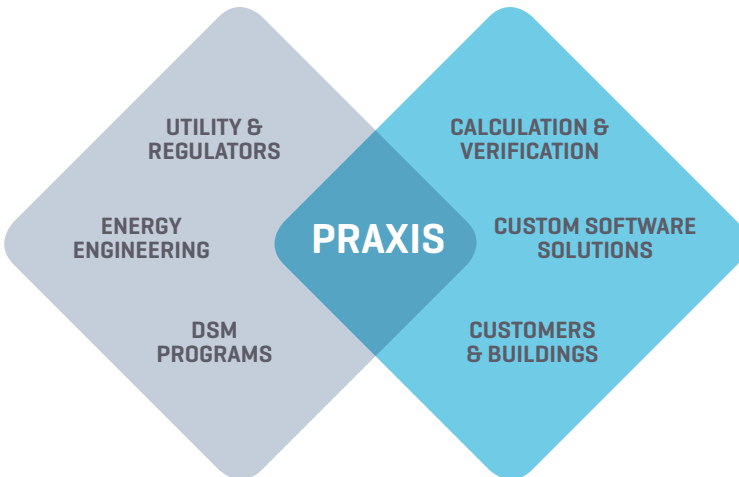 UTILITY &
REGULATORS
ENERGY
ENGINEERING
DSM
PROGRAMS
PRAXIS
CALCULATION &
VERIFICATION
CUSTOM SOFTWARE
SOLUTIONS
CUSTOMERS
& BUILDINGS